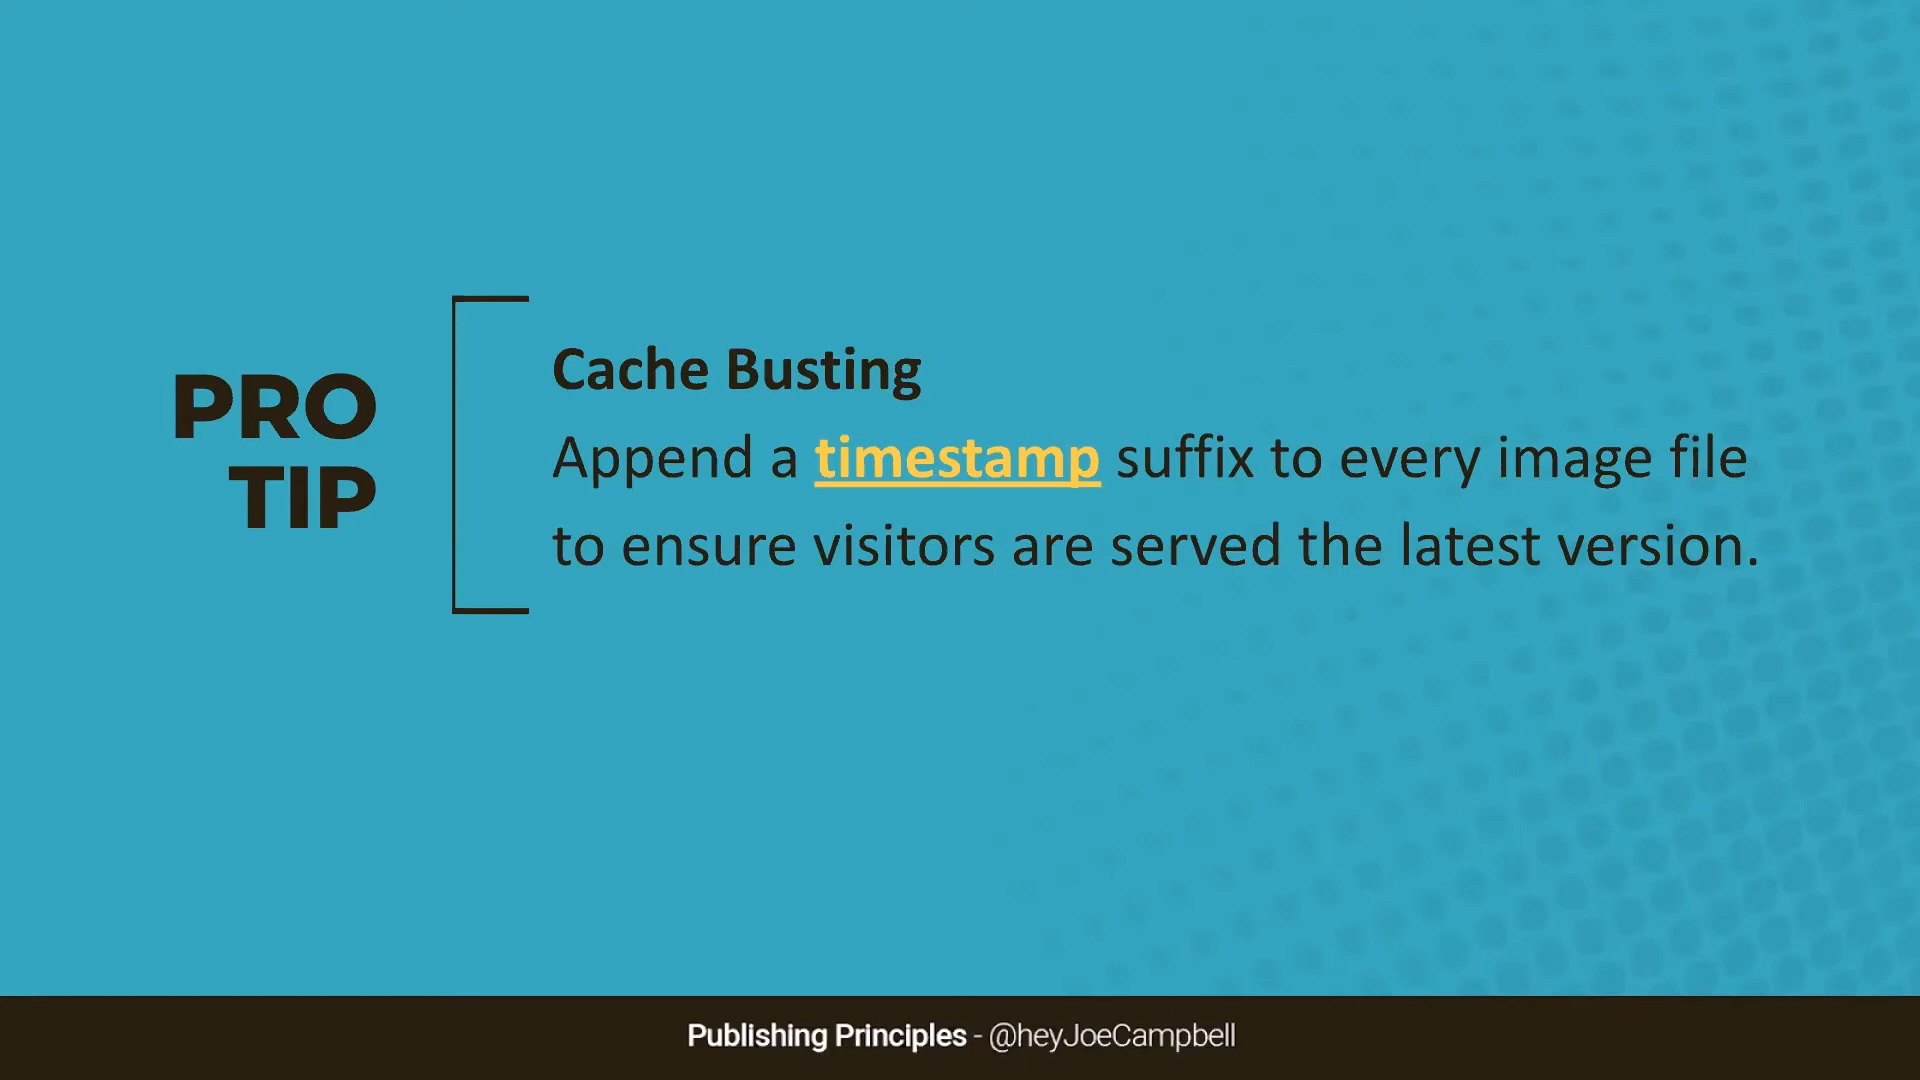 PRO
TIP
Cache Busting
Append a timestamp suffix to every image file
to ensure visitors are served the latest version.
Publishing Principles - @heyJoeCampbell